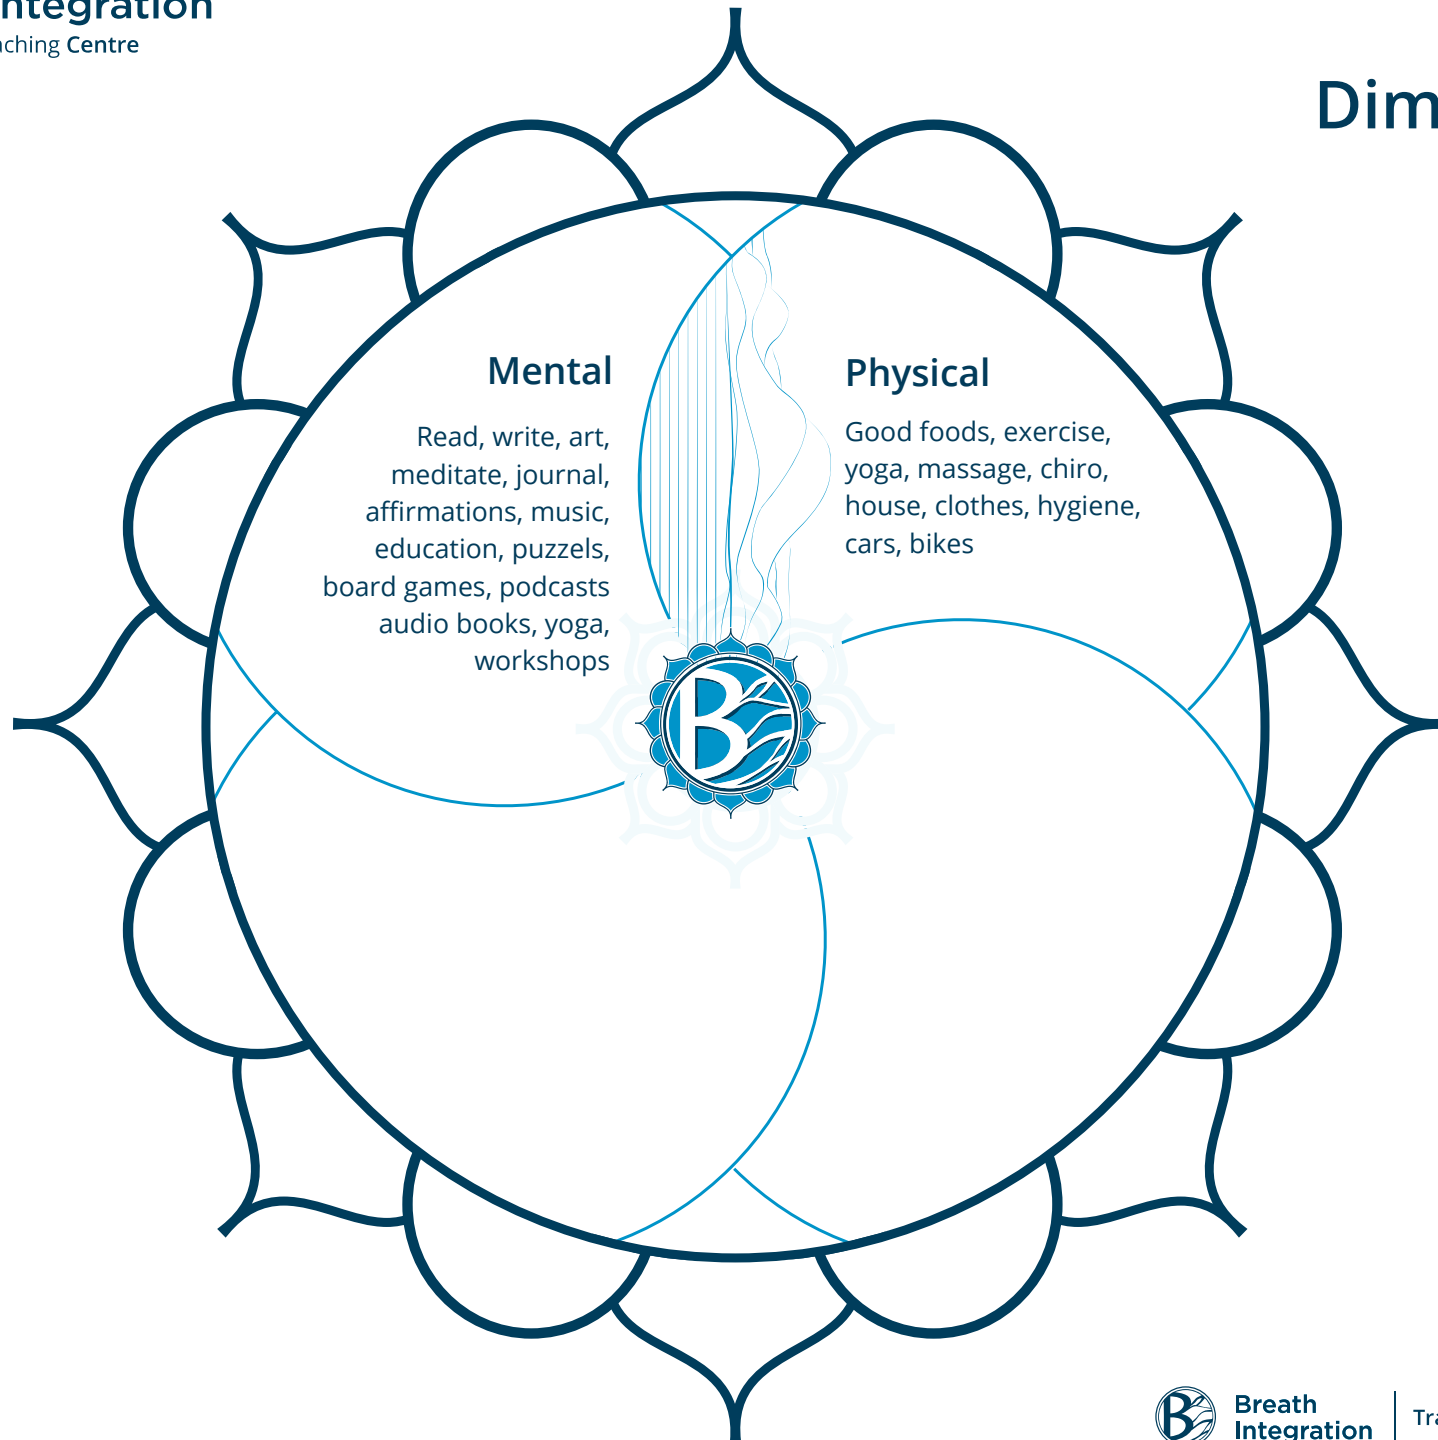 ntegration
aching Centre
Dim
Mental
Read, write, art,
meditate, journal,
affirmations, music,
education, puzzels,
board games, podcasts
audio books, yoga,
workshops
Physical
Good foods, exercise,
yoga, massage, chiro,
house, clothes, hygiene,
cars, bikes
B
B
Breath
Integration
Tra